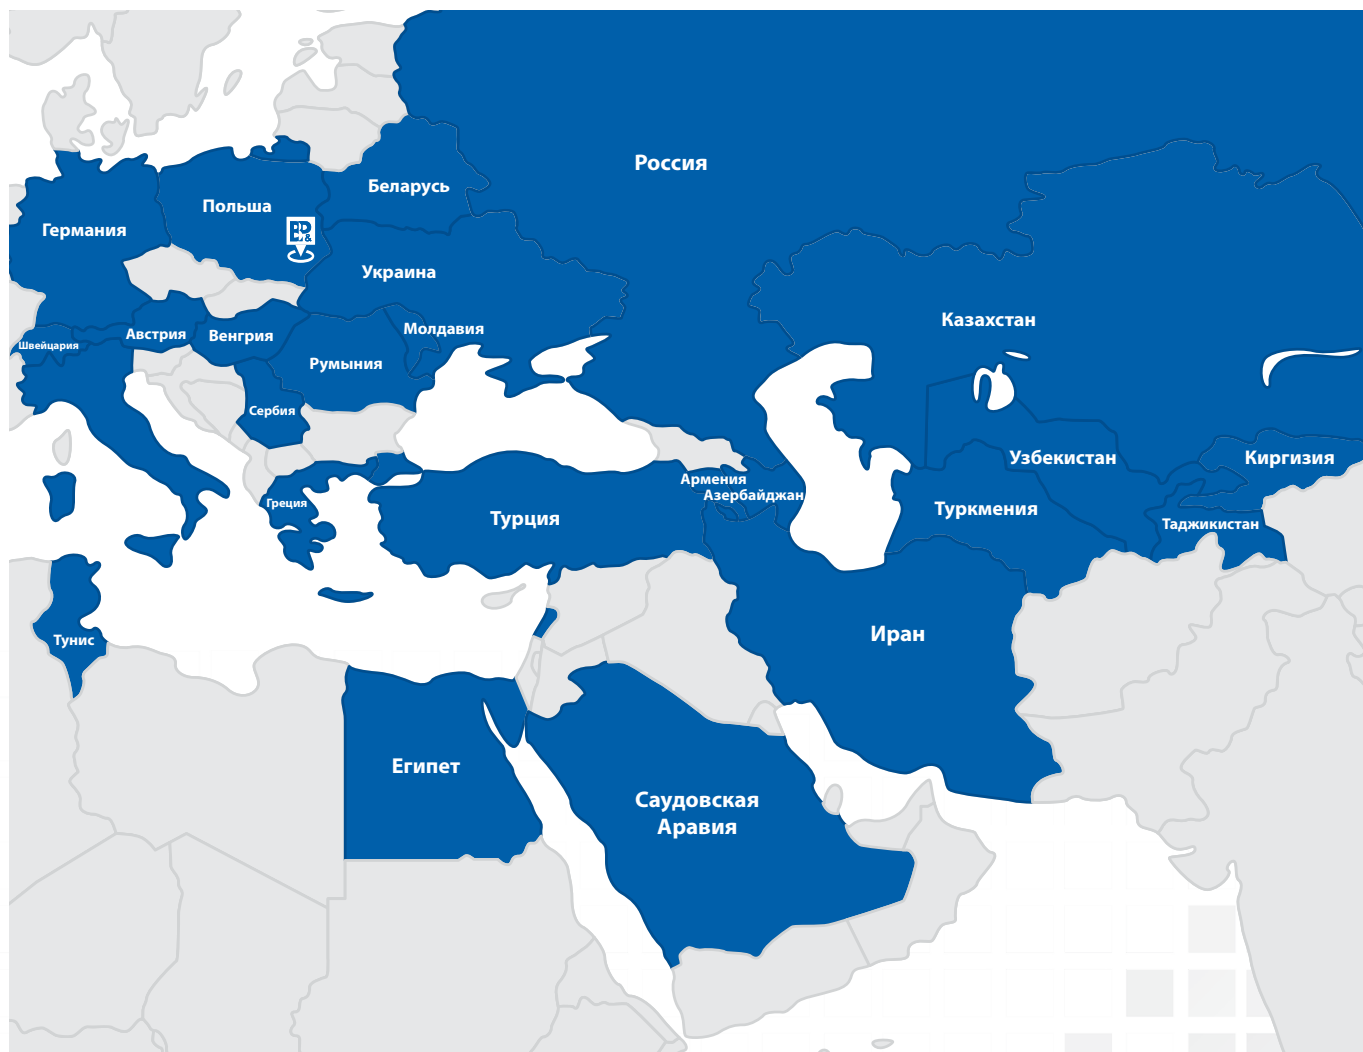 Россия
Беларусь
Польша
Германия
B&P
Украина
Казахстан
Молдавия
Австрия
Венгрия
Швейцария
Румыния
Сербия
Узбекистан
Киргизия
Армения
Азербайджан
Греция
Туркмения
Турция
Таджикистан
Иран
Тунис
Египет
Саудовская
Аравия